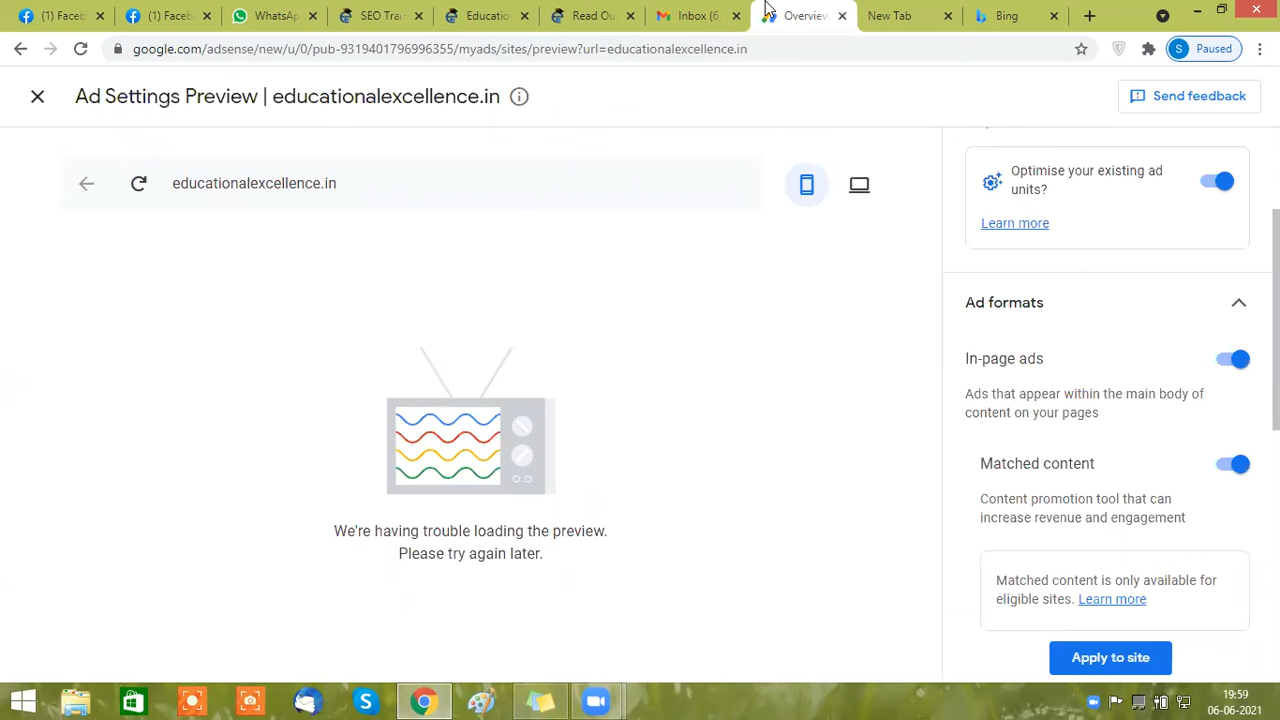 (1) Faceb
(1) Faceb
WhatsAp
SEO Trai
Education
Read Ou
Inbox (6,
Overview
New Tab
Bing
google.com/adsense/new/u/0/pub-9319401796996355/myads/sites/preview?url=educationalexcellence.in
S Paused
Ad Settings Preview | educationalexcellence.in
Send feedback
educationalexcellence.in
Optimise your existing ad
units?
Learn more
Ad formats
In-page ads
Ads that appear within the main body of
content on your pages
Matched content
Content promotion tool that can
increase revenue and engagement
Matched content is only available for
eligible sites. Learn more
Apply to site
We're having trouble loading the preview.
Please try again later.
19:59
06-06-2021